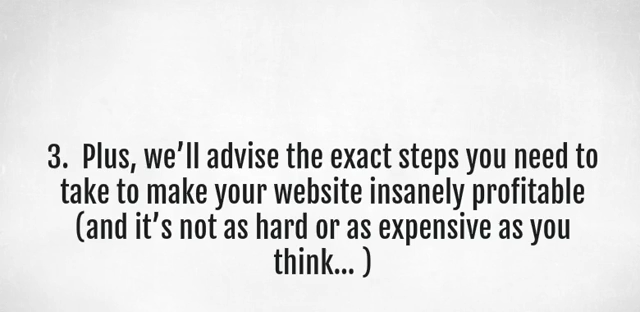 3.  Plus, we’ll advise the exact steps you need to
take to make your website insanely profitable
(and it’s not as hard or as expensive as you
think... )